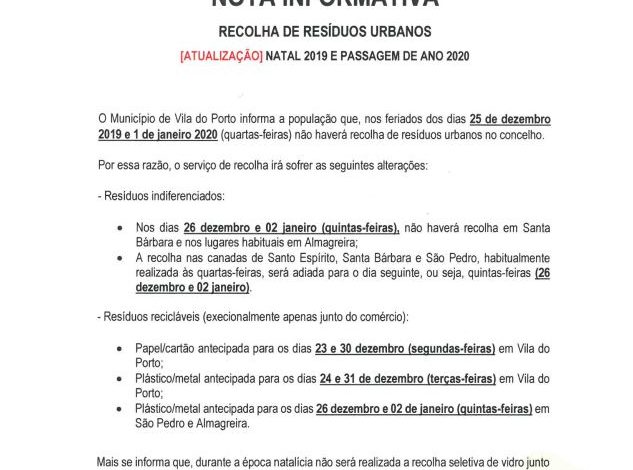 NOTA INFORMATIVA
RECOLHA DE RESÍDUOS URBANOS
[ATUALIZAÇÃO] NATAL 2019 E PASSAGEM DE ANO 2020
O Município de Vila do Porto informa a população que, nos feriados dos dias 25 de dezembro
2019 e 1 de janeiro 2020 (quartas-feiras) não haverá recolha de resíduos urbanos no concelho.
Por essa razão, o serviço de recolha irá sofrer as seguintes alterações:
- Resíduos indiferenciados:
• Nos dias 26 dezembro e 02 janeiro (quintas-feiras), não haverá recolha em Santa
Bárbara e nos lugares habituais em Almagreira;
• A recolha nas canadas de Santo Espírito, Santa Bárbara e São Pedro, habitualmente
realizada às quartas-feiras, será adiada para o dia seguinte, ou seja, quintas-feiras (26
dezembro e 02 janeiro).
- Resíduos recicláveis (execionalmente apenas junto do comércio):
• Papel/cartão antecipada para os dias 23 e 30 dezembro (segundas-feiras) em Vila do
Porto;
• Plástico/metal antecipada para os dias 24 e 31 de dezembro (terças-feiras) em Vila do
Porto;
• Plástico/metal antecipada para os dias 26 dezembro e 02 de janeiro (quintas-feiras) em
São Pedro e Almagreira.
Mais se informa que, durante a época natalícia não será realizada a recolha seletiva de vidro junto